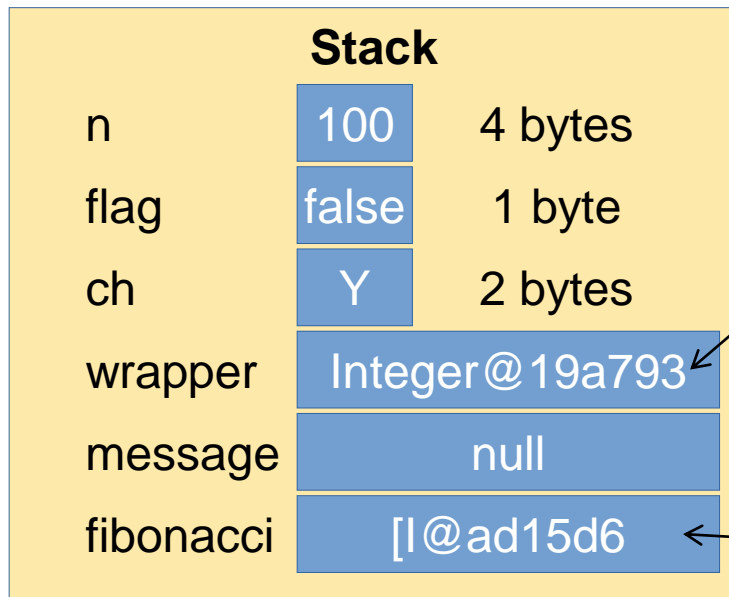 Stack
n 100 4 bytes
flag false 1 byte
ch Y 2 bytes
wrapper Integer@19a793
message null
fibonacci [I@ad15d6